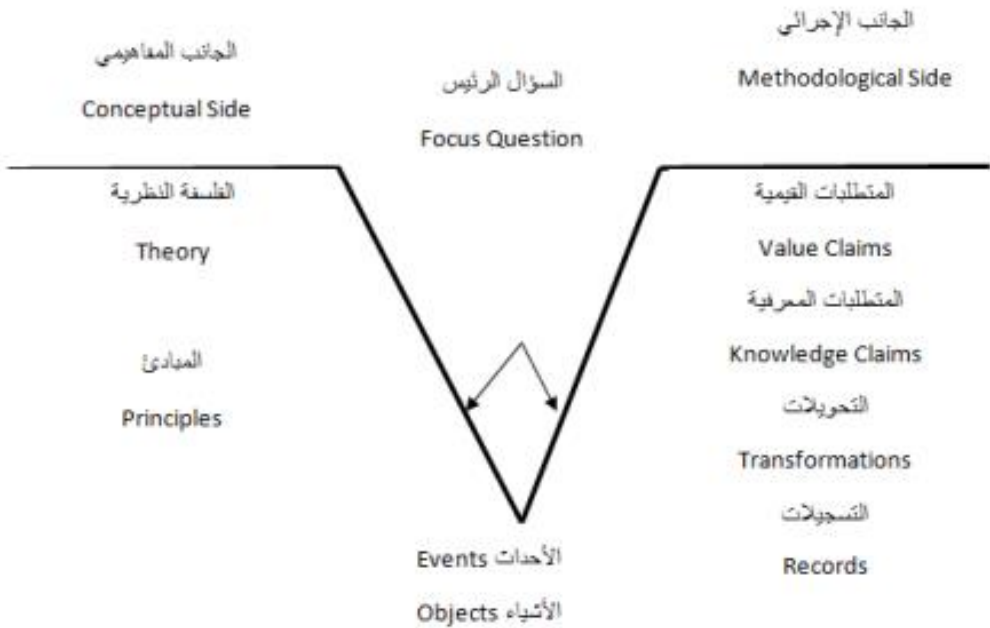 الجانب المفاهيمي
Conceptual Side
السؤال الرئيس
Focus Question
الجانب الإجرائي
Methodological Side
الفلسفة النظرية
Theory
المبادئ
Principles
المتطلبات القيمية
Value Claims
المتطلبات المعرفية
Knowledge Claims
التحويلات
Transformations
التسجيلات
Records
Events الأحداث
Objects الأشياء